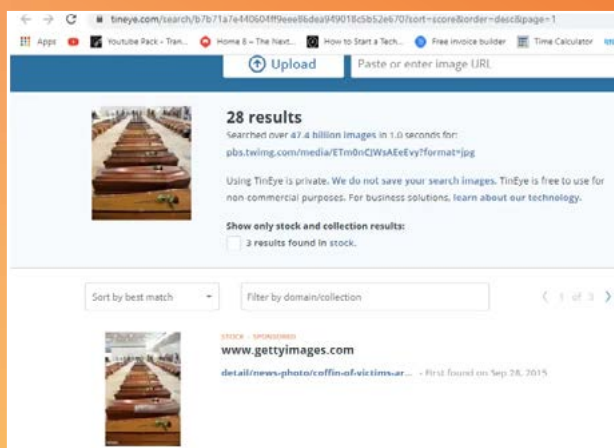 tineye.com/search/b7b71a7e440604ff9eee86dea949018c5b52e670?sort=score&order=desc&page=1
Apps Youtube Pack - Tran... Home 8 – The Next... How to Start a Tech... Free invoice builder Time Calculator
Upload Paste or enter image URL
28 results
Searched over 47.4 billion images in 1.0 seconds for:
pbs.twimg.com/media/ETm0nCJWsAEeEvy?format=jpg
Using TinEye is private. We do not save your search images. TinEye is free to use for
non-commercial purposes. For business solutions, learn about our technology.
Show only stock and collection results:
3 results found in stock.
Sort by best match Filter by domain/collection 1 of 3
STOCK - SPONSORED
www.gettyimages.com
detail/news-photo/coffin-of-victims-ar... - First found on Sep 28, 2015